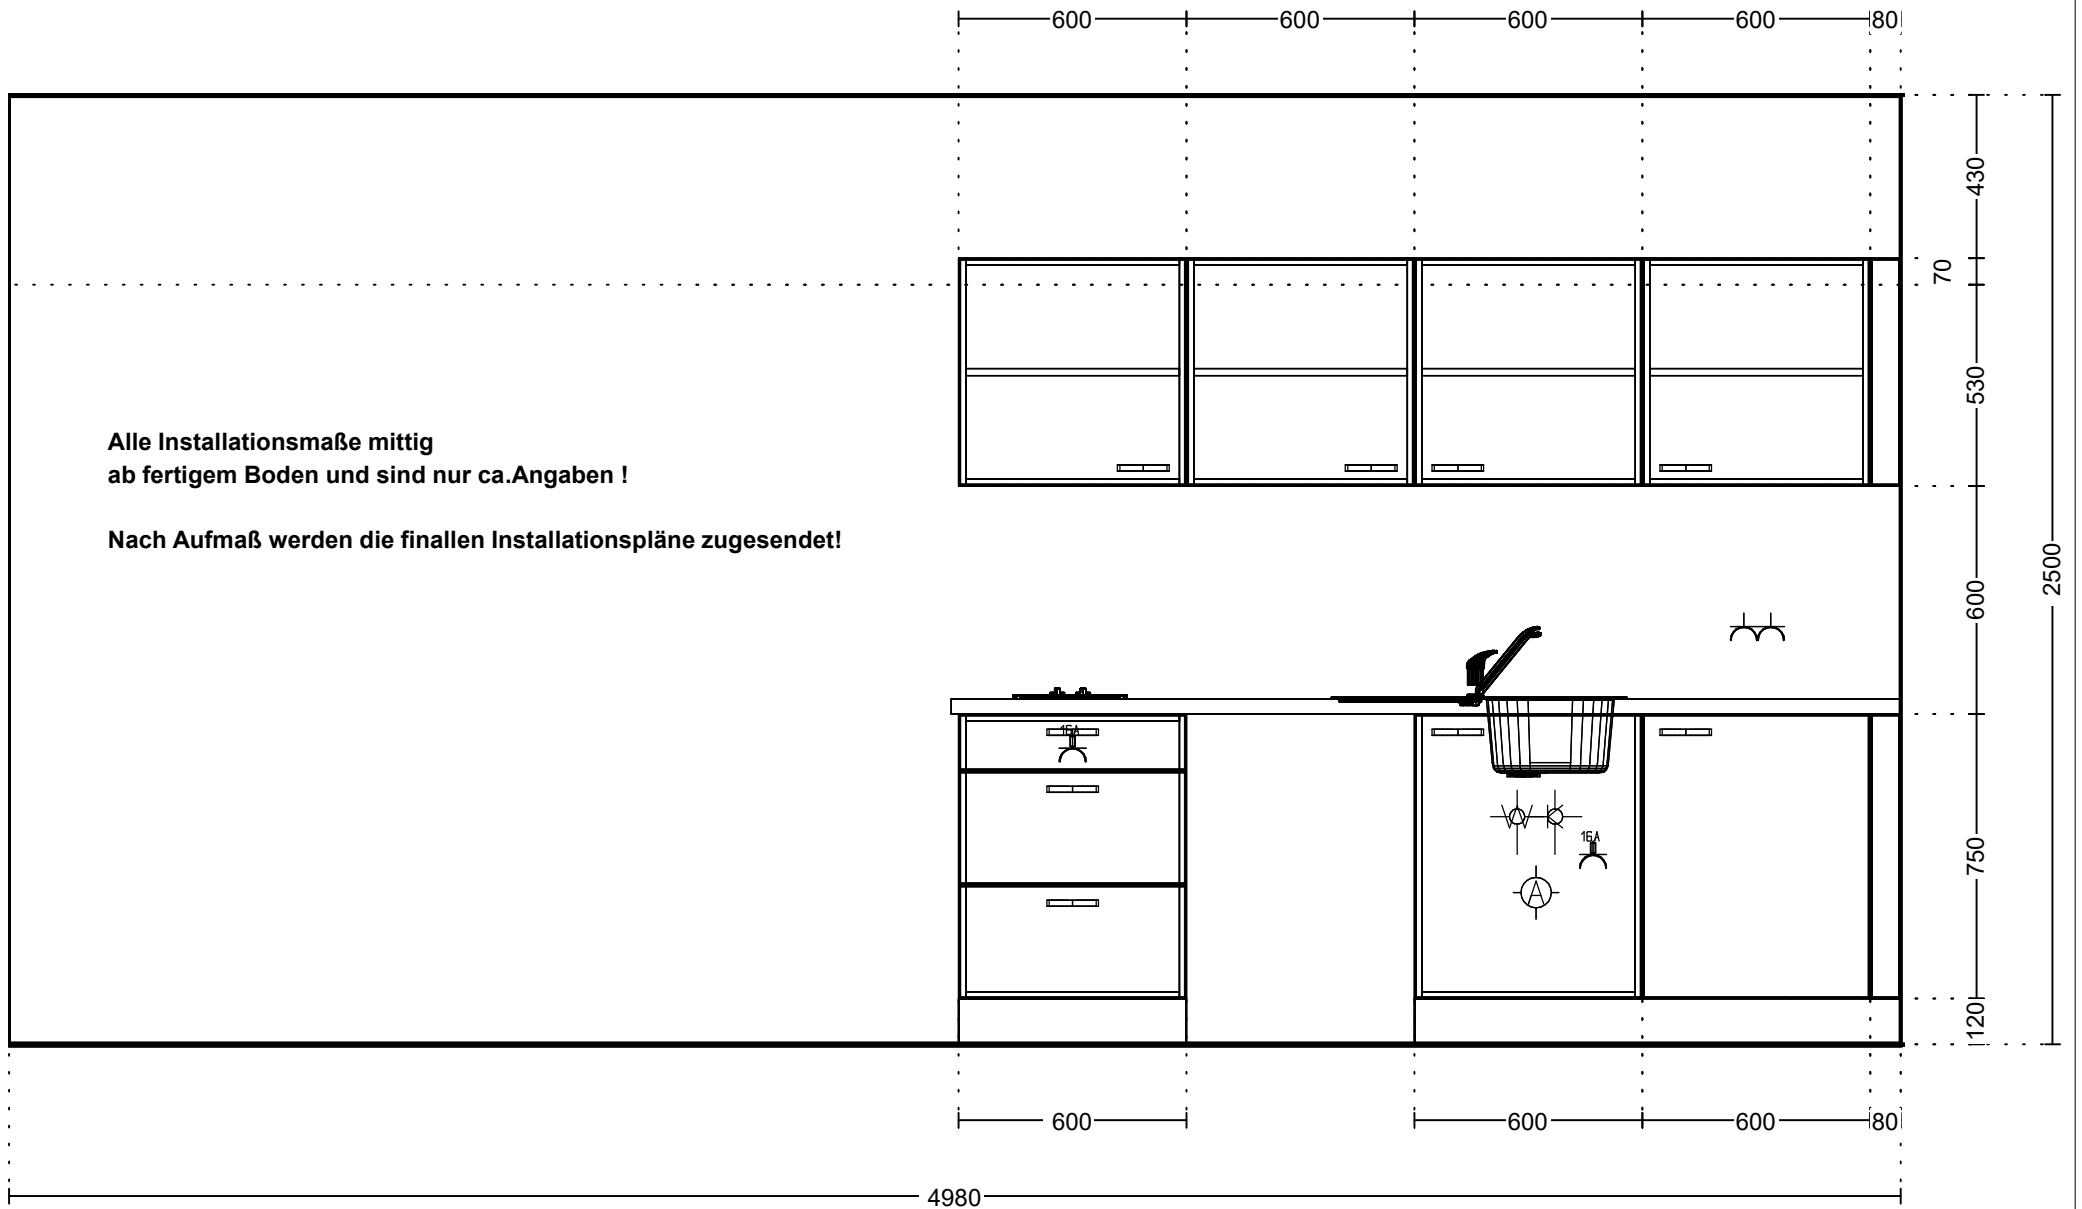 600 600 600 600 80
430
70
530
Alle Installationsmaße mittig
ab fertigem Boden und sind nur ca.Angaben !
Nach Aufmaß werden die finallen Installationspläne zugesendet!
2500
600
16A
W K
16A
750
A
120
600 600 600 80
4980